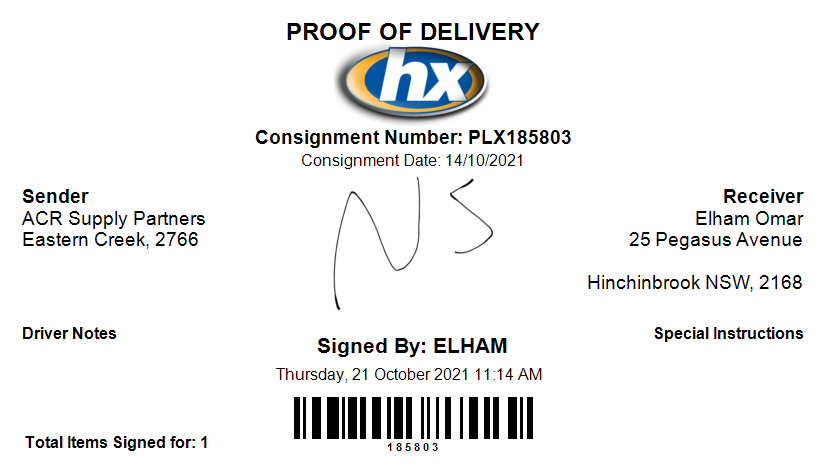 PROOF OF DELIVERY
hx
Consignment Number: PLX185803
Consignment Date: 14/10/2021
Sender
ACR Supply Partners
Eastern Creek, 2766
NS
Receiver
Elham Omar
25 Pegasus Avenue
Hinchinbrook NSW, 2168
Driver Notes
Special Instructions
Signed By: ELHAM
Thursday, 21 October 2021 11:14 AM
185803
Total Items Signed for: 1